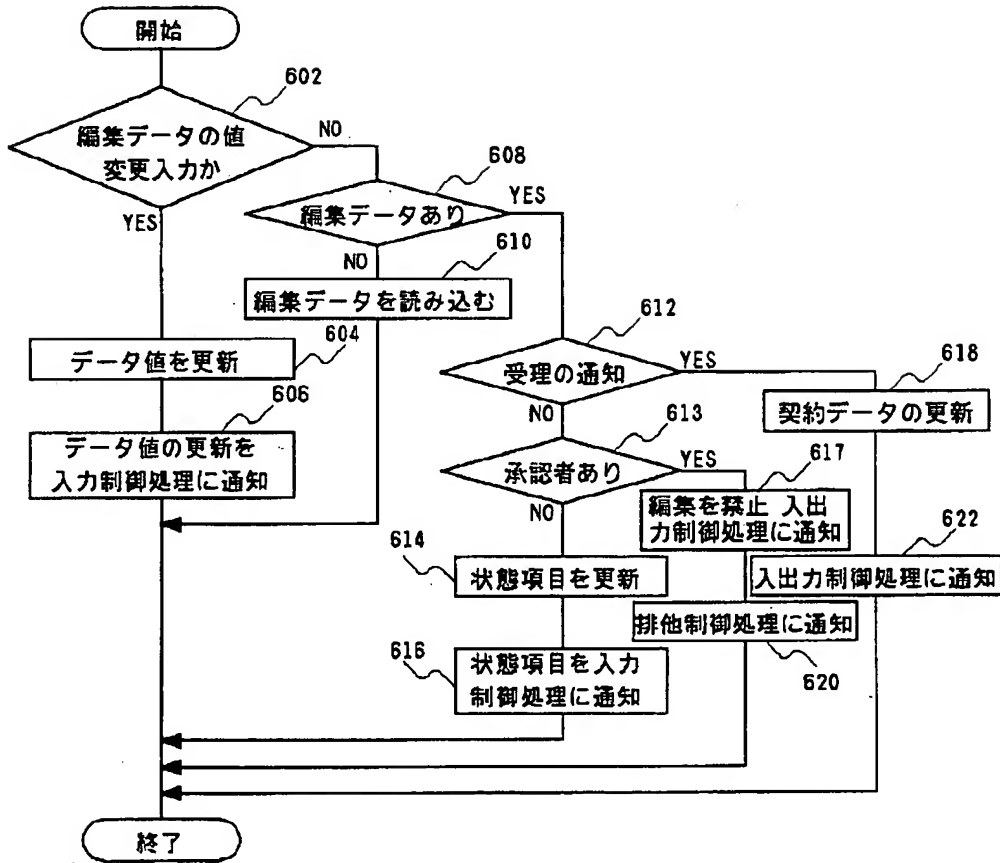 開始
602
編集データの値
変更入力か
NO
YES
608
編集データあり
YES
NO
610
編集データを読み込む
604
データ値を更新
606
データ値の更新を
入力制御処理に通知
612
受理の通知
YES
NO
618
契約データの更新
613
承認者あり
YES
NO
617
編集を禁止 入出
力制御処理に通知
622
入出力制御処理に通知
614
状態項目を更新
排他制御処理に通知
620
616
状態項目を入力
制御処理に通知
終了